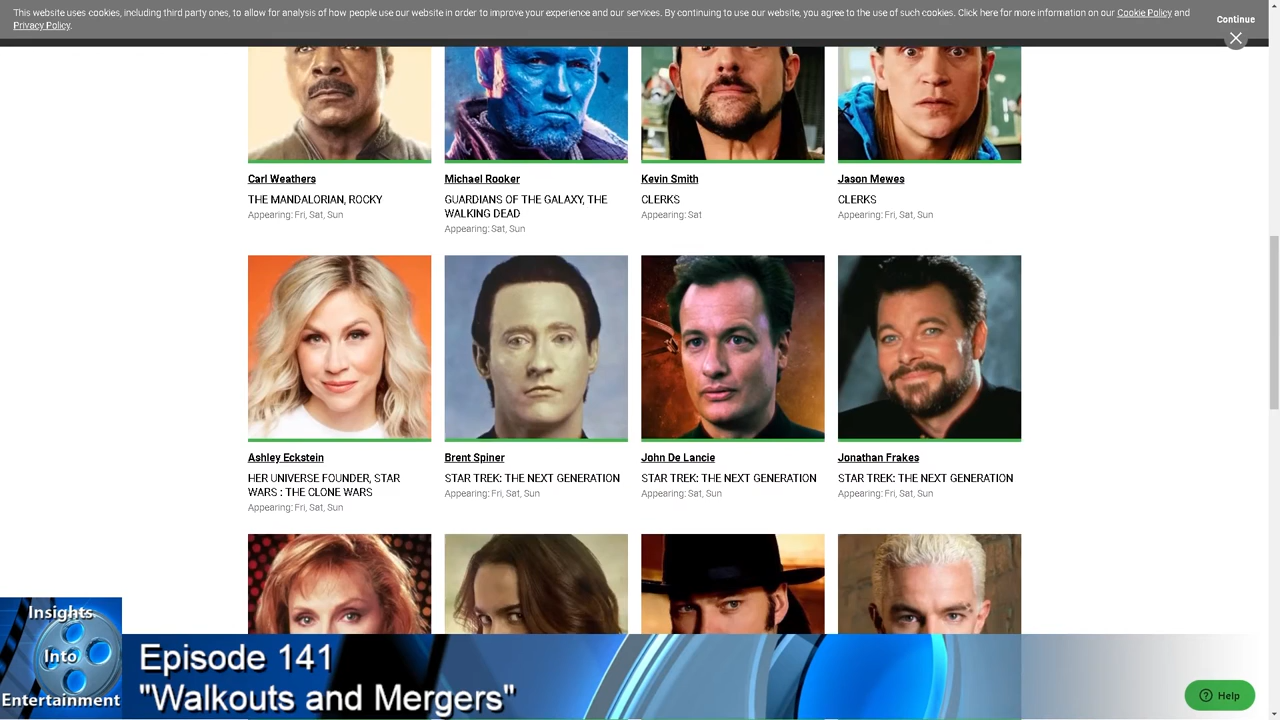 This website uses cookies, including third party ones, to allow for analysis of how people use our website in order to improve your experience and our services. By continuing to use our website, you agree to the use of such cookies. Click here for more information on our Cookie Policy and
Privacy Policy.
Continue
Carl Weathers
Michael Rooker
Kevin Smith
Jason Mewes
THE MANDALORIAN, ROCKY
GUARDIANS OF THE GALAXY, THE
WALKING DEAD
CLERKS
CLERKS
Appearing: Fri, Sat, Sun
Appearing: Sat, Sun
Appearing: Sat
Appearing: Fri, Sat, Sun
Ashley Eckstein
Brent Spiner
John De Lancie
Jonathan Frakes
HER UNIVERSE FOUNDER, STAR
WARS : THE CLONE WARS
STAR TREK: THE NEXT GENERATION
STAR TREK: THE NEXT GENERATION
STAR TREK: THE NEXT GENERATION
Appearing: Fri, Sat, Sun
Appearing: Fri, Sat, Sun
Appearing: Sat, Sun
Appearing: Fri, Sat, Sun
Insights
Into
Entertainment
Episode 141
"Walkouts and Mergers"
Help